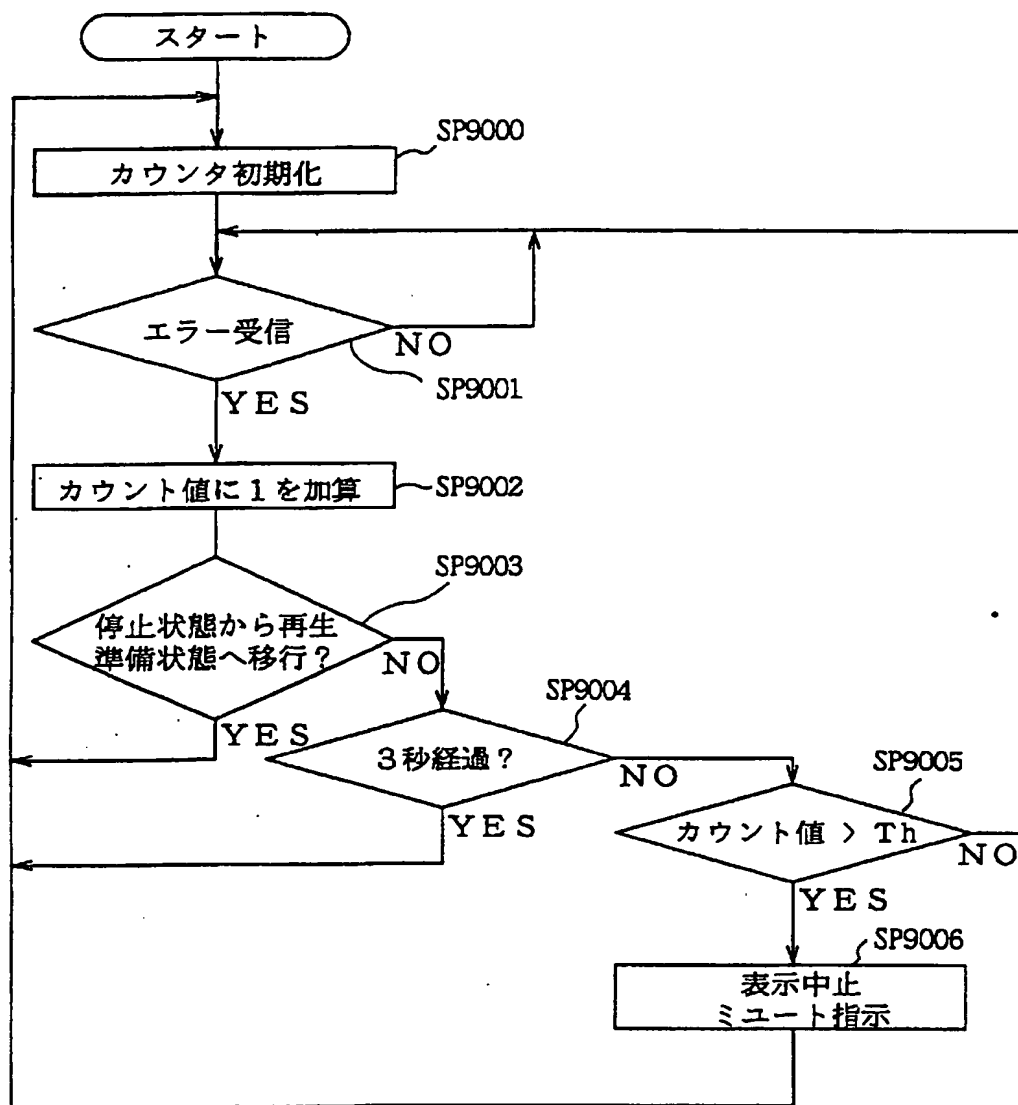 スタート
SP9000
カウンタ初期化
エラー受信
NO
SP9001
YES
カウント値に1を加算
SP9002
SP9003
停止状態から再生
準備状態へ移行?
NO
YES
SP9004
3秒経過?
NO
YES
SP9005
カウント値 > Th
NO
YES
SP9006
表示中止
ミユート指示